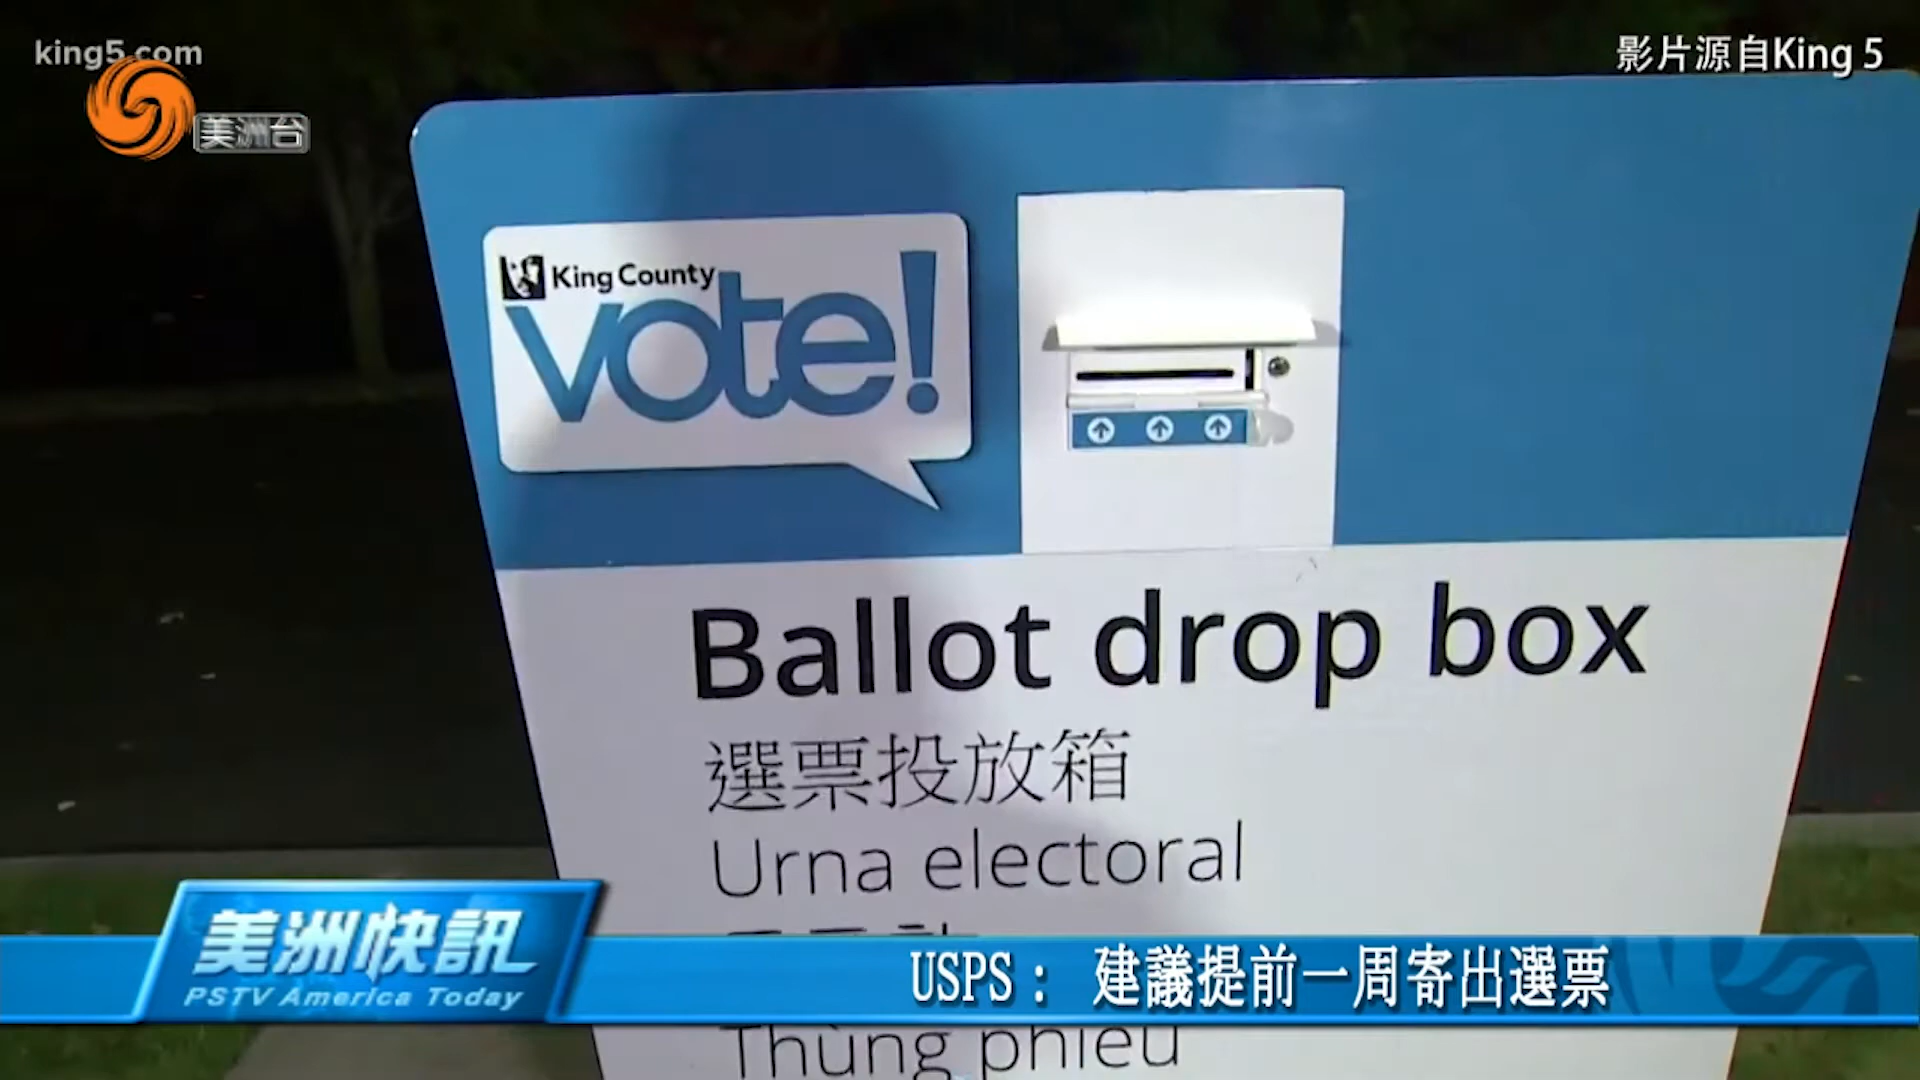 king5.com
影片源自King 5
美洲台
King County
vote!
Ballot drop box
選票投放箱
Urna electoral
美洲快訊
PSTV America Today
USPS： 建議提前一周寄出選票
Thùng phiếu